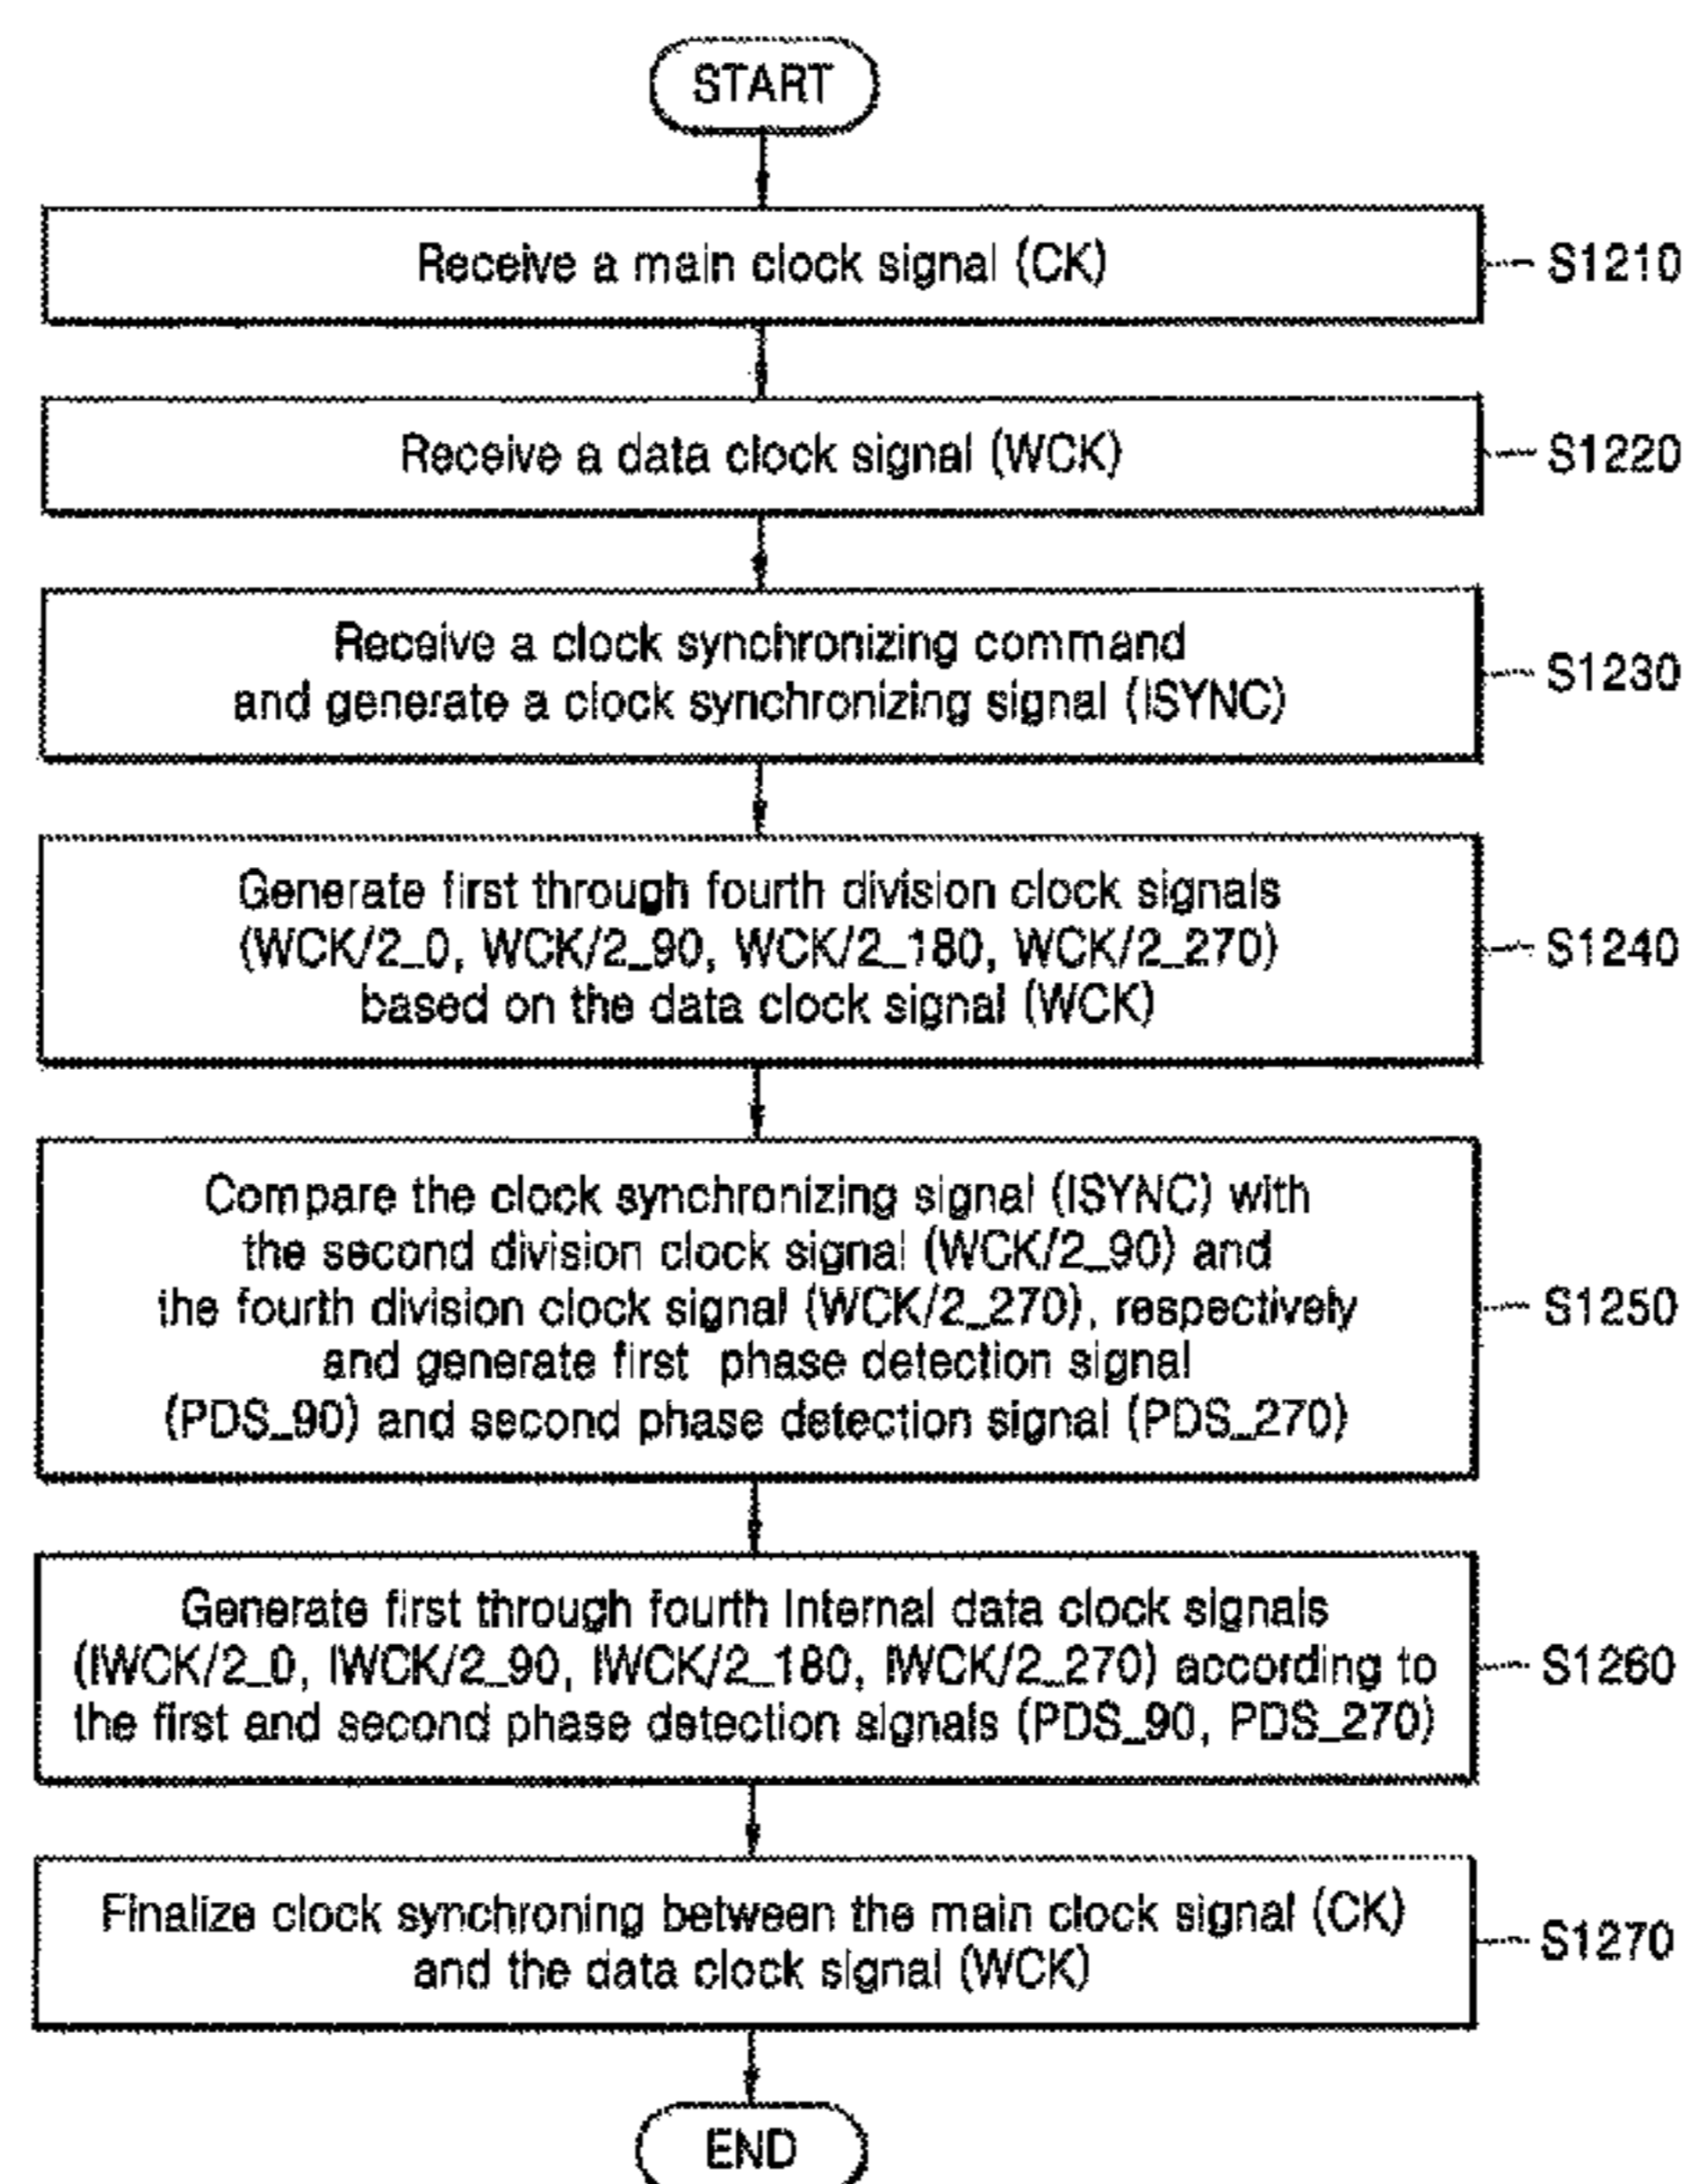 START
Receive a main clock signal (CK)
S1210
Receive a data clock signal (WCK)
S1220
Receive a clock synchronizing command
and generate a clock synchronizing signal (ISYNC)
S1230
Generate first through fourth division clock signals
(WCK/2_0, WCK/2_90, WCK/2_180, WCK/2_270)
based on the data clock signal (WCK)
S1240
Compare the clock synchronizing signal (ISYNC) with
the second division clock signal (WCK/2_90) and
the fourth division clock signal (WCK/2_270), respectively
and generate first phase detection signal
(PDS_90) and second phase detection signal (PDS_270)
S1250
Generate first through fourth internal data clock signals
(IWCK/2_0, IWCK/2_90, IWCK/2_180, IWCK/2_270) according to
the first and second phase detection signals (PDS_90, PDS_270)
S1260
Finalize clock synchroning between the main clock signal (CK)
and the data clock signal (WCK)
S1270
END